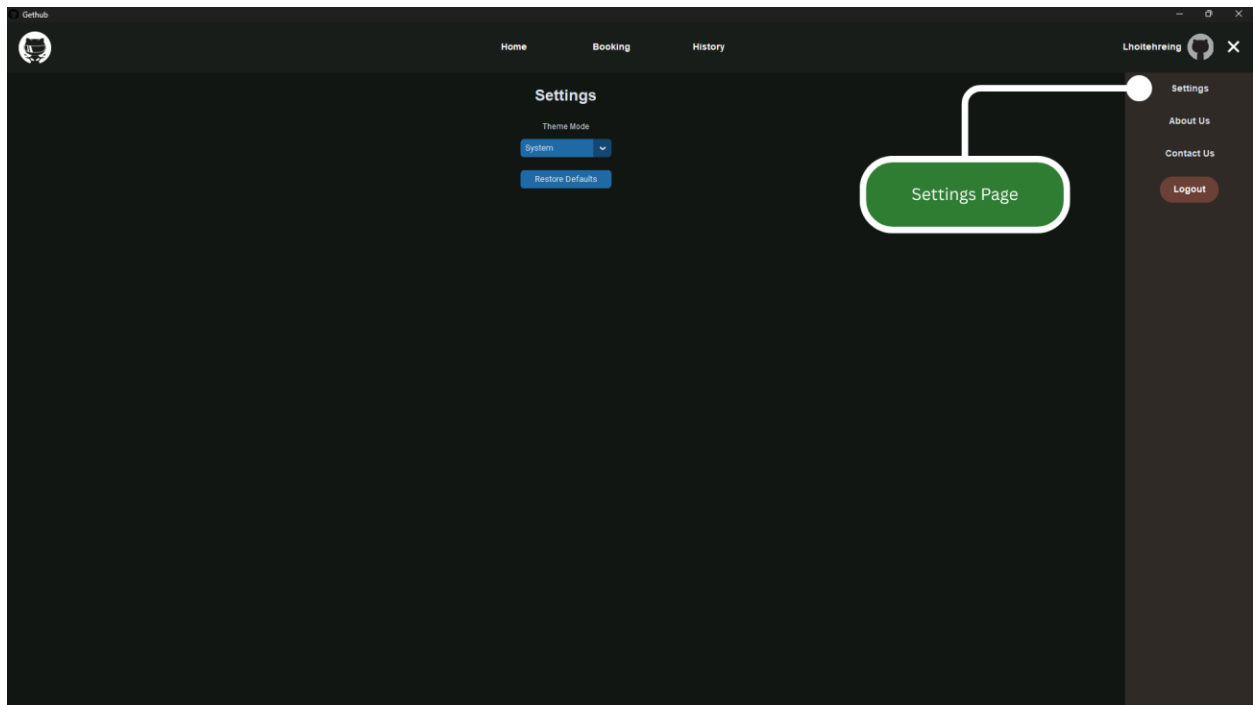 Gethub
Home Booking History Lhoitehreing
Settings
Theme Mode
System
Restore Defaults
Settings Page
Settings
About Us
Contact Us
Logout